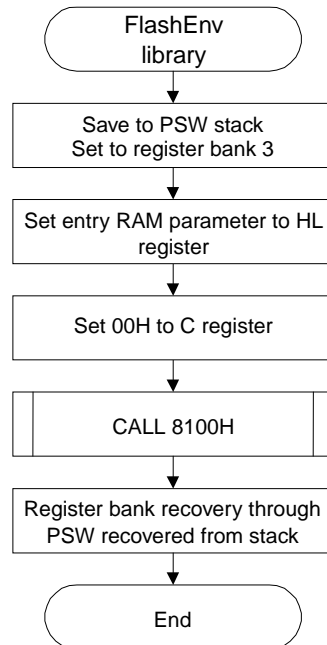 FlashEnv
library
Save to PSW stack
Set to register bank 3
Set entry RAM parameter to HL
register
Set 00H to C register
CALL 8100H
Register bank recovery through
PSW recovered from stack
End